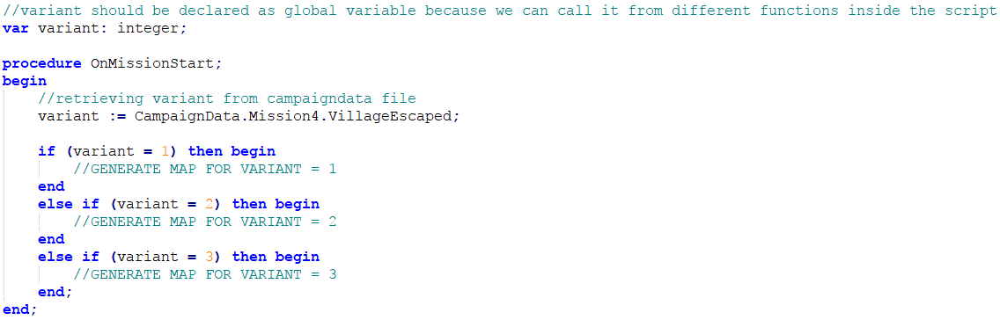 //variant should be declared as global variable because we can call it from different functions inside the script
var variant: integer;
procedure OnMissionStart;
begin
//retrieving variant from campaigndata file
variant := CampaignData.Mission4.VillageEscaped;
if (variant = 1) then begin
//GENERATE MAP FOR VARIANT = 1
end
else if (variant = 2) then begin
//GENERATE MAP FOR VARIANT = 2
end
else if (variant = 3) then begin
//GENERATE MAP FOR VARIANT = 3
end;
end;